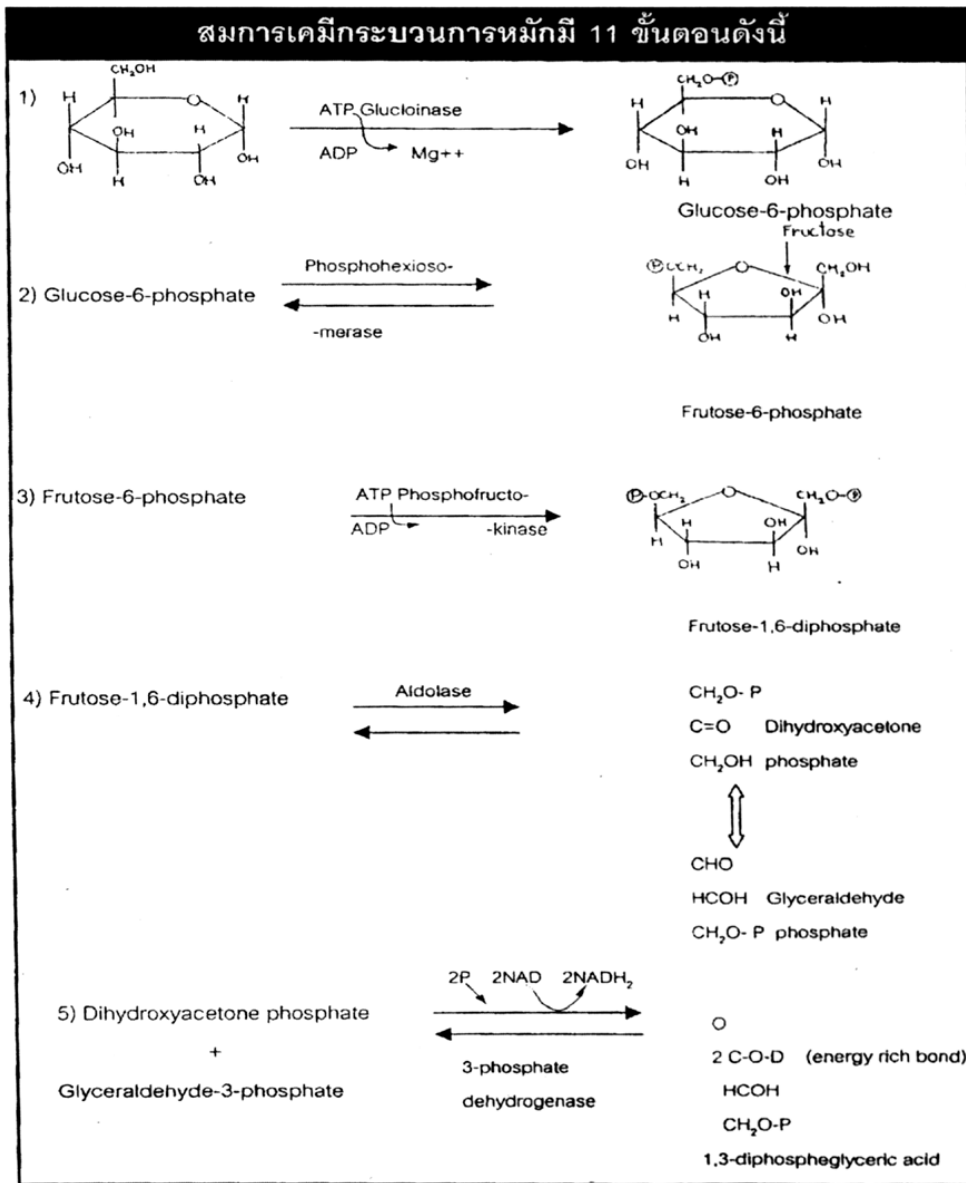 สมการเคมีกระบวนการหมักมี 11 ขั้นตอนดังนี้
1)
CH₂OH
H O H
OH H
OH OH
H OH
ATP Glucloinase
ADP Mg++
CH₂O-Ⓟ
H O H
OH H
OH OH
H OH
Glucose-6-phosphate
Fructose
2) Glucose-6-phosphate
Phosphohexioso-
-merase
O CH₂OH
H OH
H OH
OH H
Frutose-6-phosphate
3) Frutose-6-phosphate
ATP Phosphofructo-
ADP -kinase
Ⓟ-OCH₂ O CH₂O-Ⓟ
H OH
H OH
OH H
Frutose-1,6-diphosphate
4) Frutose-1,6-diphosphate
Aldolase
CH₂O- P
C=O Dihydroxyacetone
CH₂OH phosphate
CHO
HCOH Glyceraldehyde
CH₂O- P phosphate
5) Dihydroxyacetone phosphate
+
Glyceraldehyde-3-phosphate
2P 2NAD 2NADH₂
3-phosphate
dehydrogenase
O
2 C-O-D (energy rich bond)
HCOH
CH₂O-P
1,3-diphospheglyceric acid